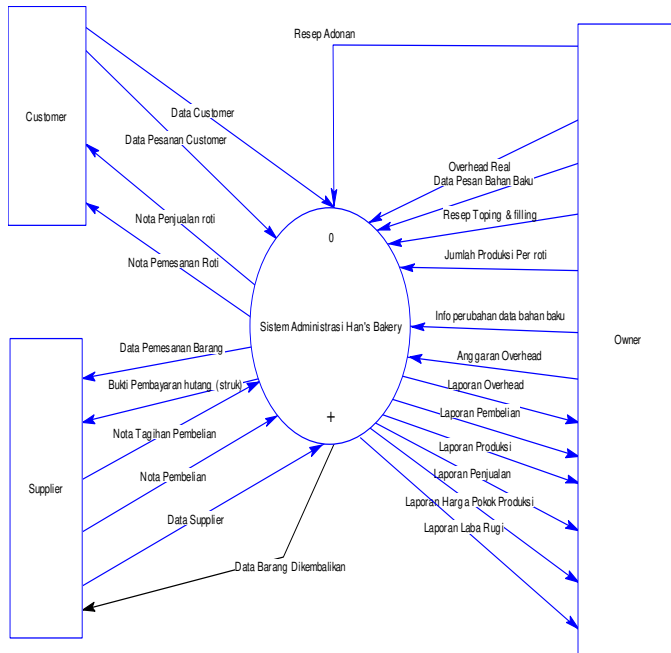 Resep Adonan
Data Customer
Customer
Data Pesanan Customer
Overhead Real
Data Pesan Bahan Baku
Nota Penjualan roti
Resep Toping & filling
0
Jumlah Produksi Per roti
Nota Pemesanan Roti
Info perubahan data bahan baku
Sistem Administrasi Han's Bakery
Owner
Data Pemesanan Barang
Anggaran Overhead
Bukti Pembayaran hutang (struk)
Laporan Overhead
Laporan Pembelian
+
Nota Tagihan Pembelian
Laporan Produksi
Laporan Penjualan
Supplier
Nota Pembelian
Laporan Harga Pokok Produksi
Data Supplier
Laporan Laba Rugi
Data Barang Dikembalikan